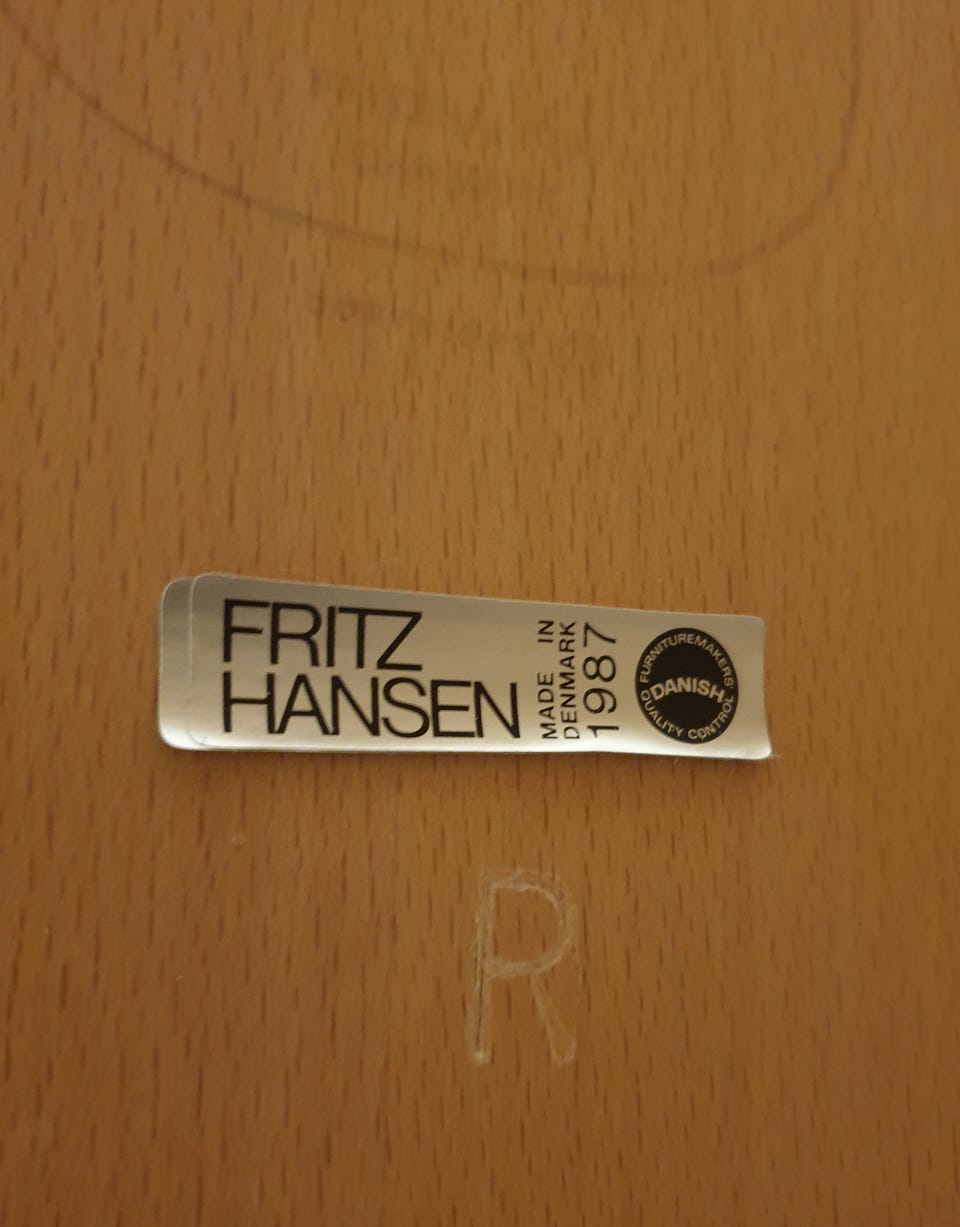 FRITZ
HANSEN
MADE IN
DENMARK
1987
FURNITUREMAKERS'
DANISH
QUALITY CONTROL
R